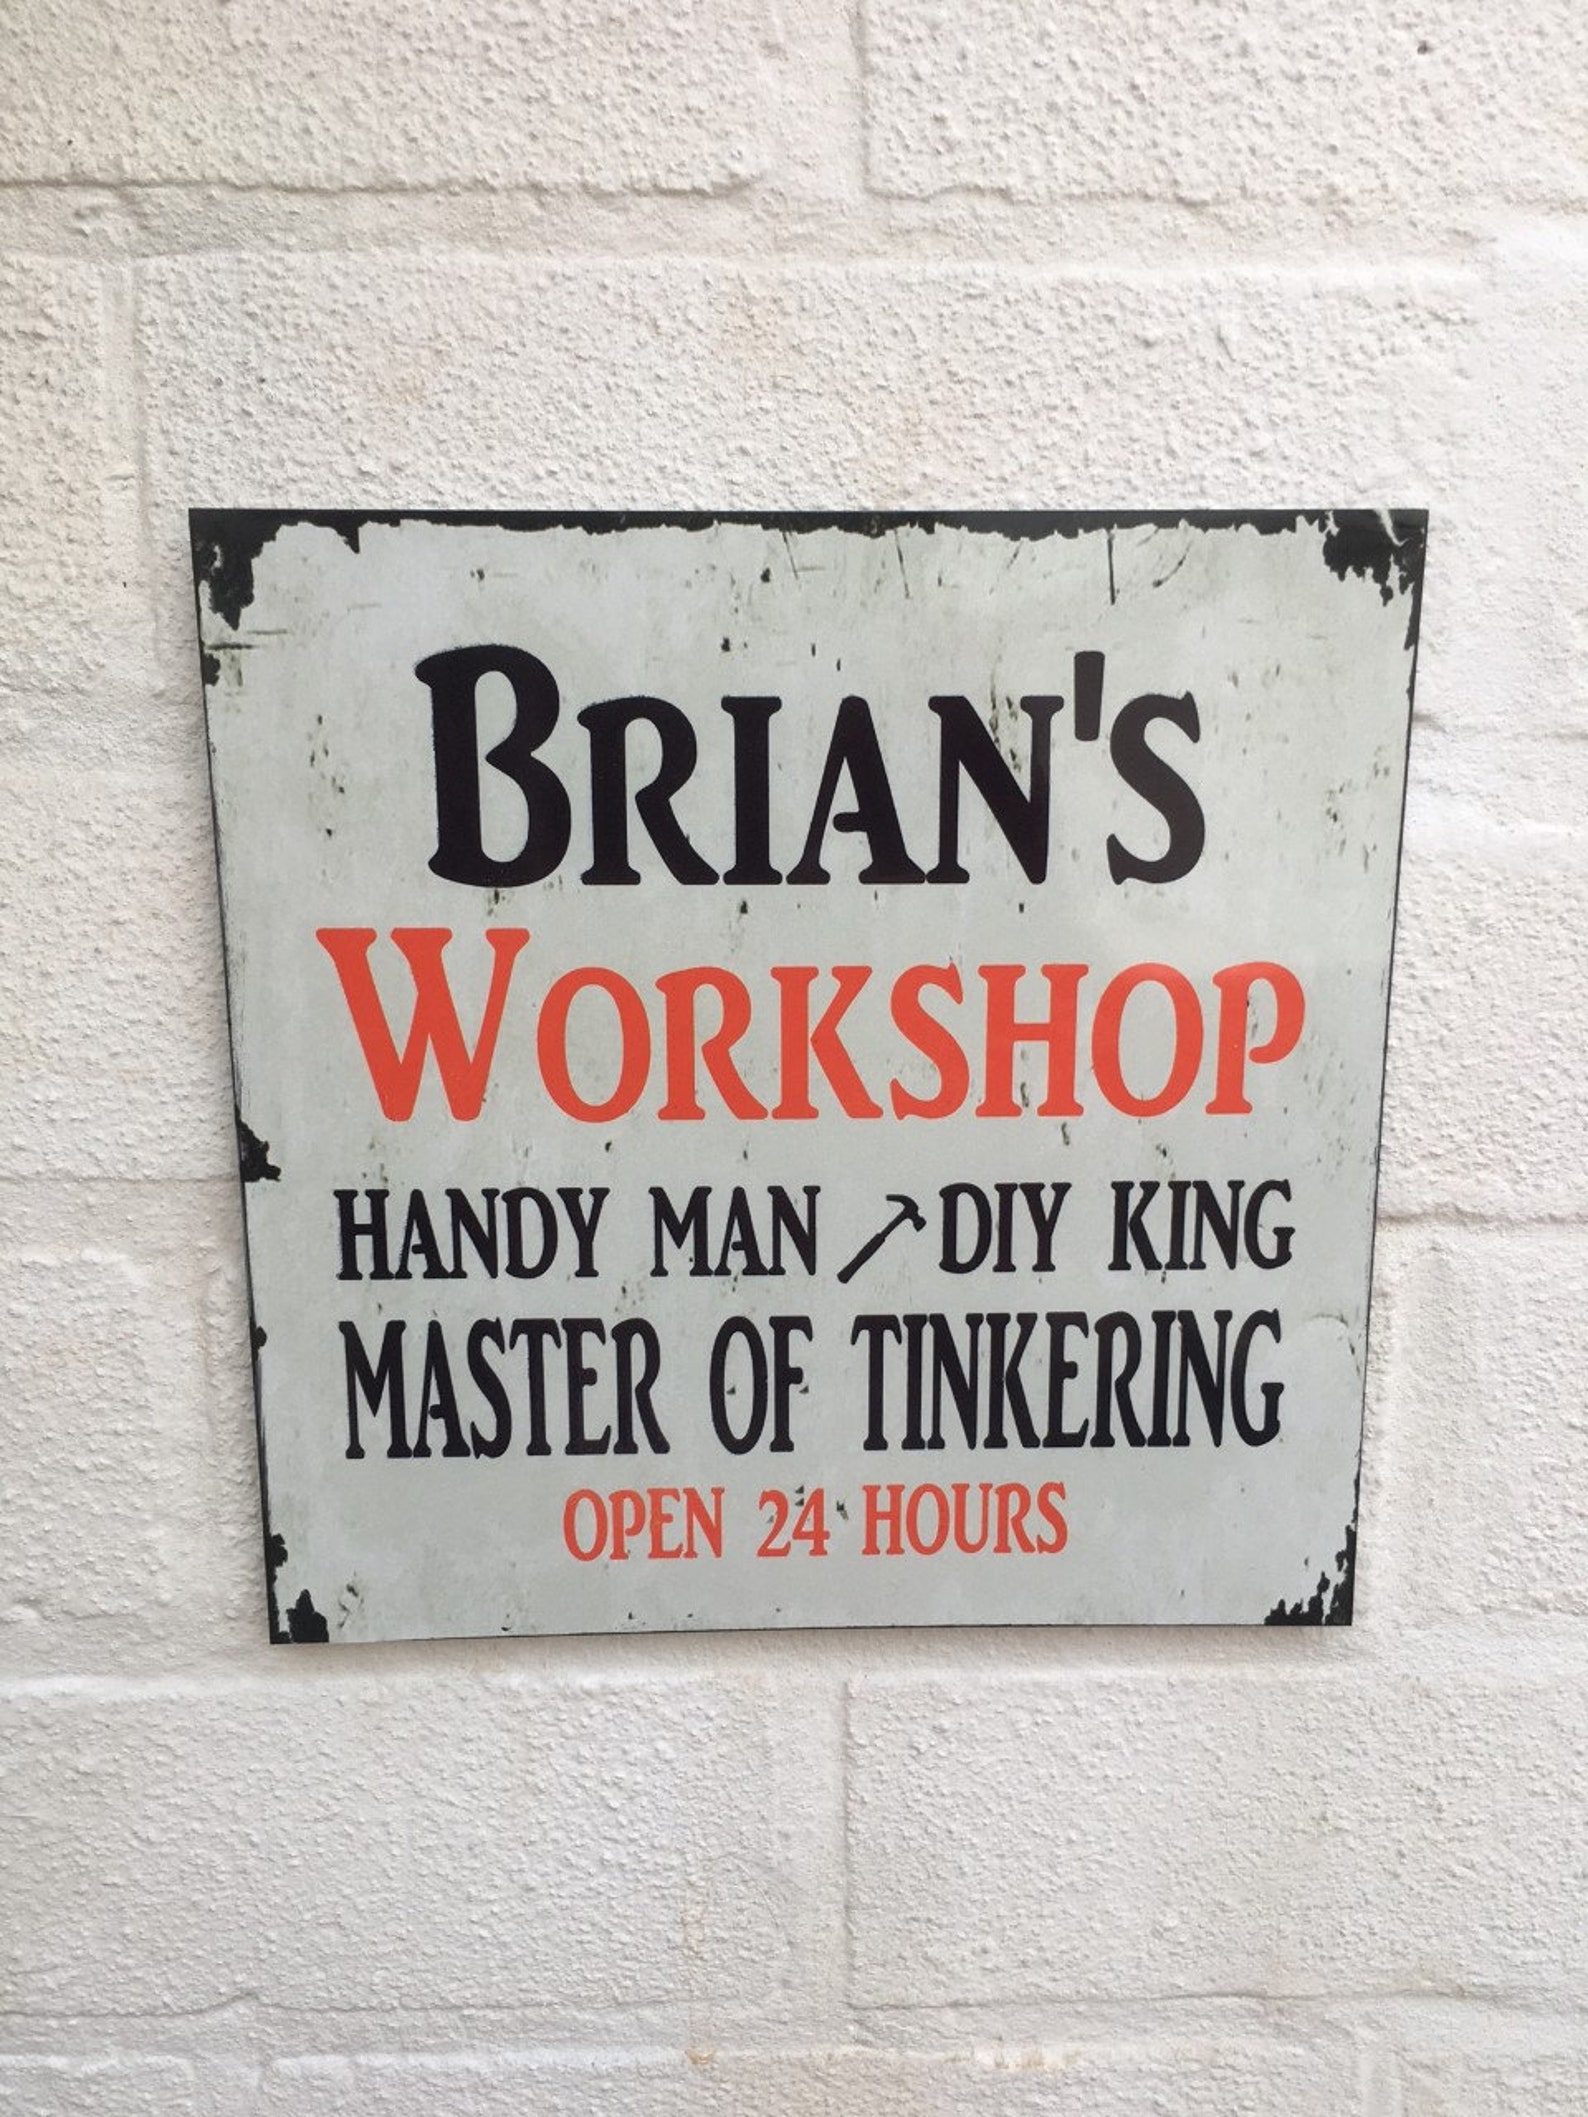 BRIAN'S
WORKSHOP
HANDY MAN DIY KING
MASTER OF TINKERING
OPEN 24 HOURS